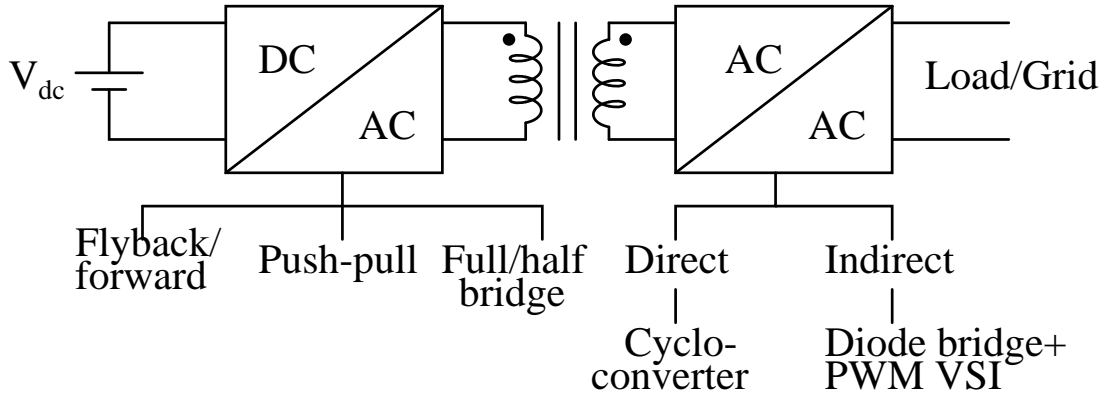 DC
AC
V dc
AC
AC
Load/Grid
Flyback/
forward
Push-pull
Full/half
bridge
Direct
Indirect
Cyclo-
converter
Diode bridge+
PWM VSI